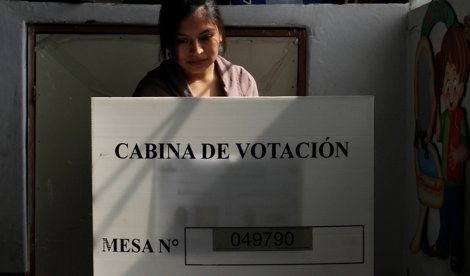 CABINA DE VOTACIÓN
MESA N° 049790